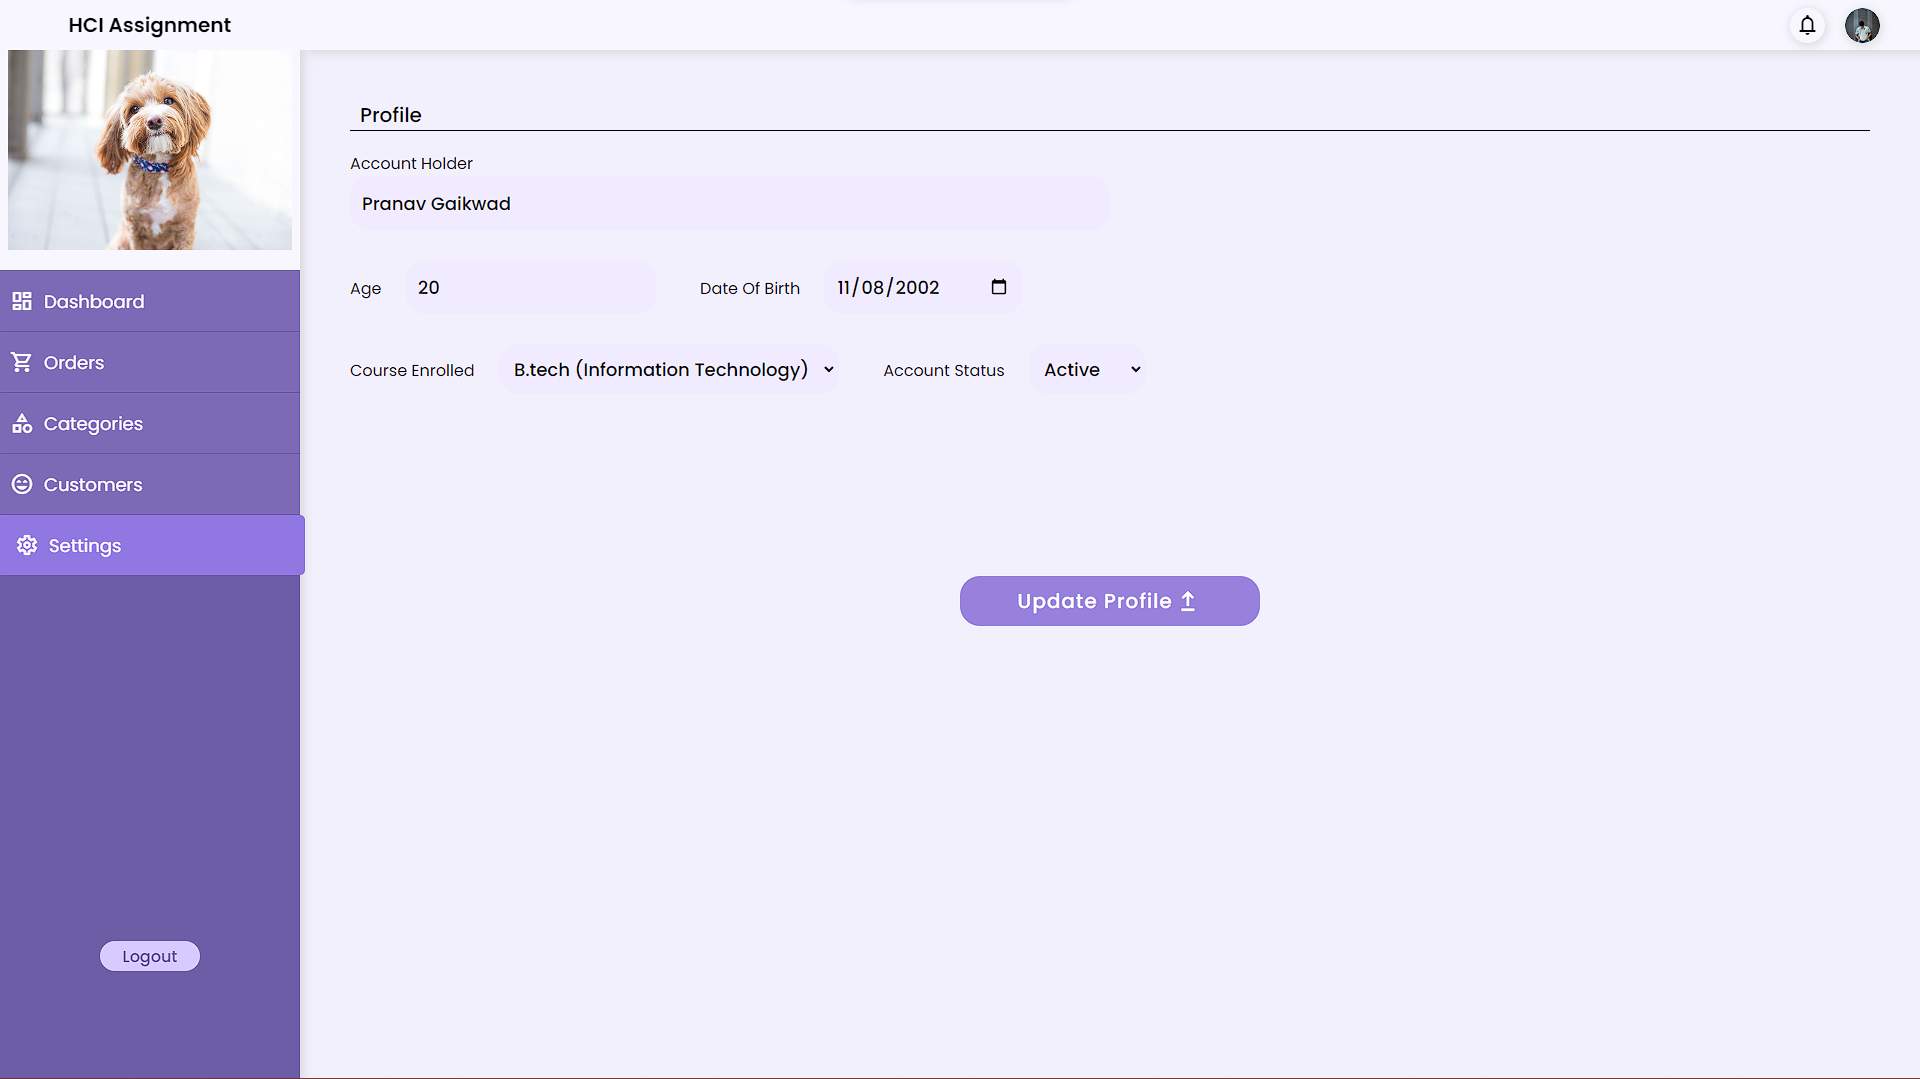 HCI Assignment
Dashboard
Orders
Categories
Customers
Settings
Logout
Profile
Account Holder
Pranav Gaikwad
Age 20 Date Of Birth 11/08/2002
Course Enrolled B.tech (Information Technology) Account Status Active
Update Profile